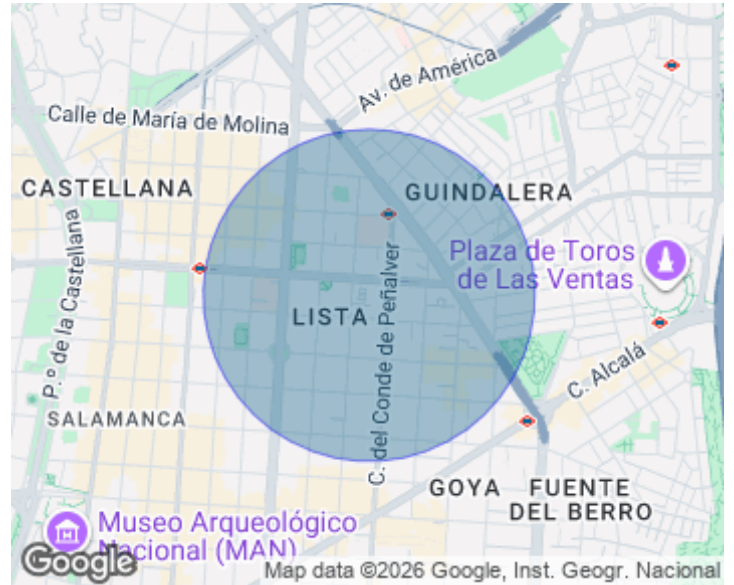 Av. de América
Calle de María de Molina
CASTELLANA
GUINDALERA
Plaza de Toros
de Las Ventas
P.º de la Castellana
LISTA
C. del Conde de Peñalver
C. Alcalá
SALAMANCA
GOYA
FUENTE
DEL BERRO
Museo Arqueológico
Nacional (MAN)
Google
Map data ©2026 Google, Inst. Geogr. Nacional